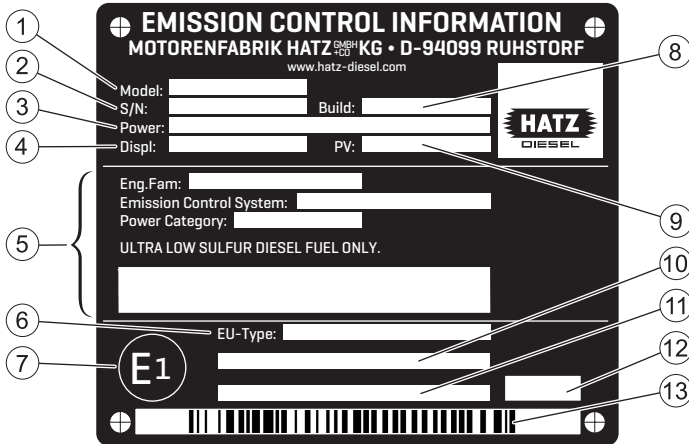 EMISSION CONTROL INFORMATION
MOTORENFABRIK HATZ GMBH +CO KG • D-94099 RUHSTORF
www.hatz-diesel.com
1
Model:
2
S/N:
Build:
8
3
Power:
4
Displ:
PV:
9
HATZ
DIESEL
5
Eng.Fam:
Emission Control System:
Power Category:
ULTRA LOW SULFUR DIESEL FUEL ONLY.
10
6
EU-Type:
11
7
E1
12
13